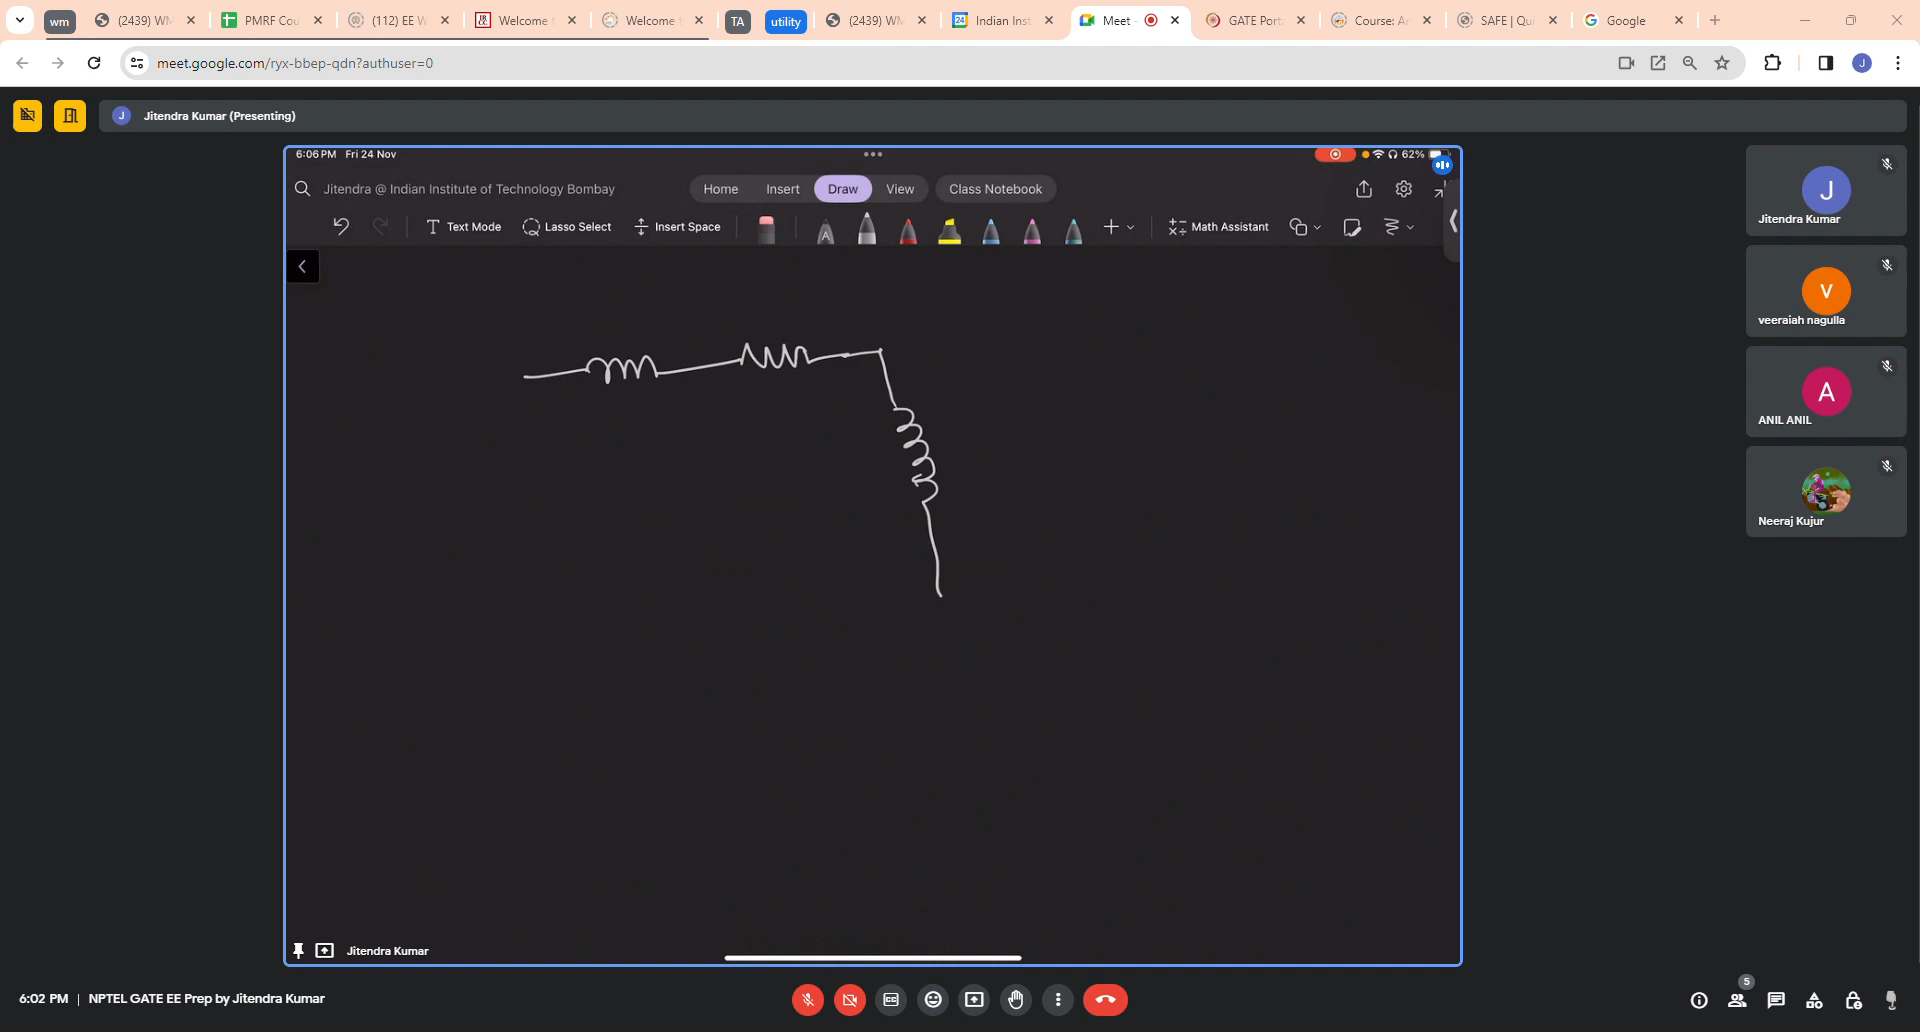 wm
(2439) WM
PMRF Cou
(112) EE W
Welcome t
Welcome t
TA
utility
(2439) WM
Indian Inst
Meet -
GATE Port
Course: A
SAFE | Qu
Google
meet.google.com/ryx-bbep-qdn?authuser=0
J
J
Jitendra Kumar (Presenting)
6:06 PM Fri 24 Nov
62%
Jitendra @ Indian Institute of Technology Bombay
Home
Insert
Draw
View
Class Notebook
Text Mode
Lasso Select
Insert Space
A
Math Assistant
J
Jitendra Kumar
V
veeraiah nagulla
A
ANIL ANIL
Neeraj Kujur
Jitendra Kumar
6:02 PM | NPTEL GATE EE Prep by Jitendra Kumar
5